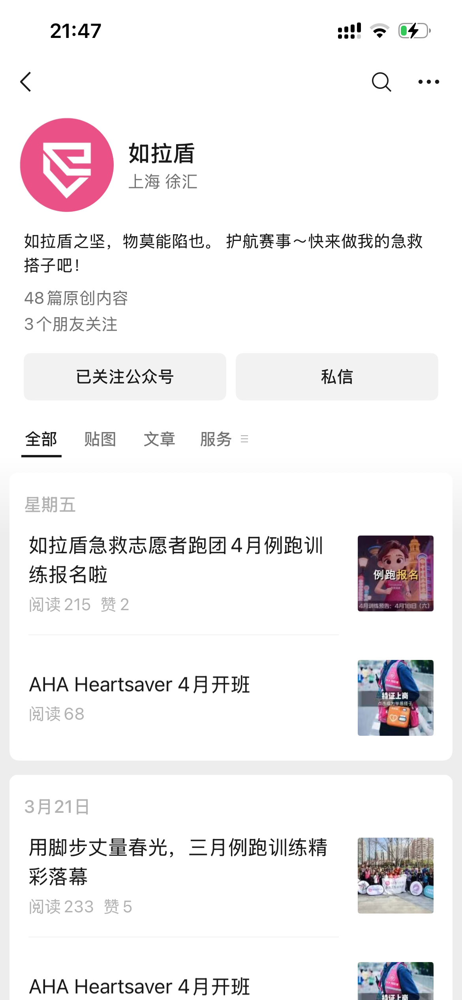 21:47
如拉盾
上海 徐汇
如拉盾之坚，物莫能陷也。 护航赛事～快来做我的急救
搭子吧！
48篇原创内容
3个朋友关注
已关注公众号
私信
全部
贴图
文章
服务
星期五
如拉盾急救志愿者跑团4月例跑训
练报名啦
阅读 215 赞 2
例跑报名
4月训练预告：4月18日（六）
AHA Heartsaver 4月开班
阅读 68
持证上岗
点击成为举盾搭子
3月21日
用脚步丈量春光，三月例跑训练精
彩落幕
阅读 233 赞 5
AHA Heartsaver 4月开班
持证上岗